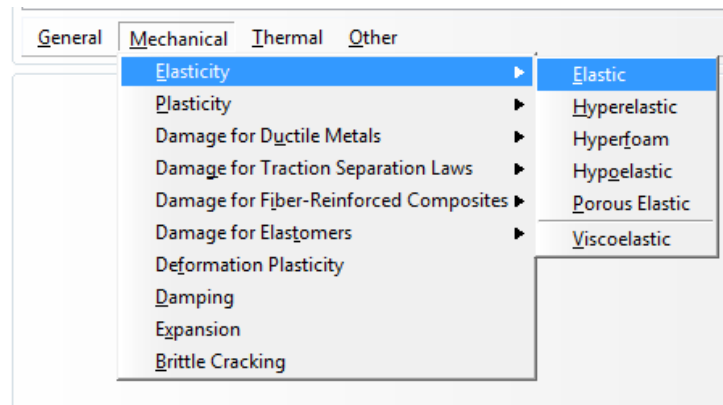 General Mechanical Thermal Other
Elasticity
Plasticity
Damage for Ductile Metals
Damage for Traction Separation Laws
Damage for Fiber-Reinforced Composites
Damage for Elastomers
Deformation Plasticity
Damping
Expansion
Brittle Cracking
Elastic
Hyperelastic
Hyperfoam
Hypoelastic
Porous Elastic
Viscoelastic